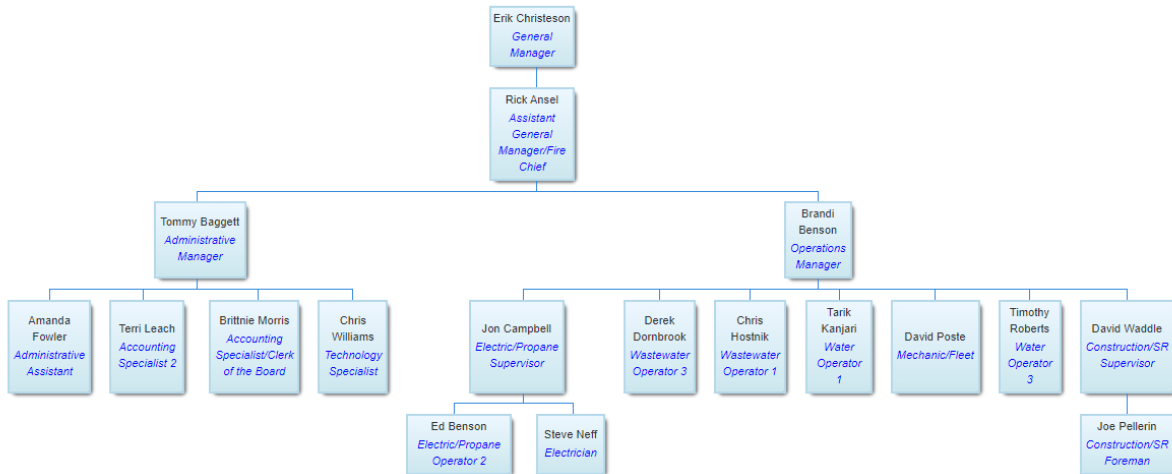 Erik Christeson
General
Manager
Rick Ansel
Assistant
General
Manager/Fire
Chief
Tommy Baggett
Administrative
Manager
Brandi
Benson
Operations
Manager
Amanda
Fowler
Administrative
Assistant
Terri Leach
Accounting
Specialist 2
Brittnie Morris
Accounting
Specialist/Clerk
of the Board
Chris
Williams
Technology
Specialist
Jon Campbell
Electric/Propane
Supervisor
Derek
Dornbrook
Wastewater
Operator 3
Chris
Hostnik
Wastewater
Operator 1
Tarik
Kanjari
Water
Operator
1
David Poste
Mechanic/Fleet
Timothy
Roberts
Water
Operator
3
David Waddle
Construction/SR
Supervisor
Ed Benson
Electric/Propane
Operator 2
Steve Neff
Electrician
Joe Pellerin
Construction/SR
Foreman